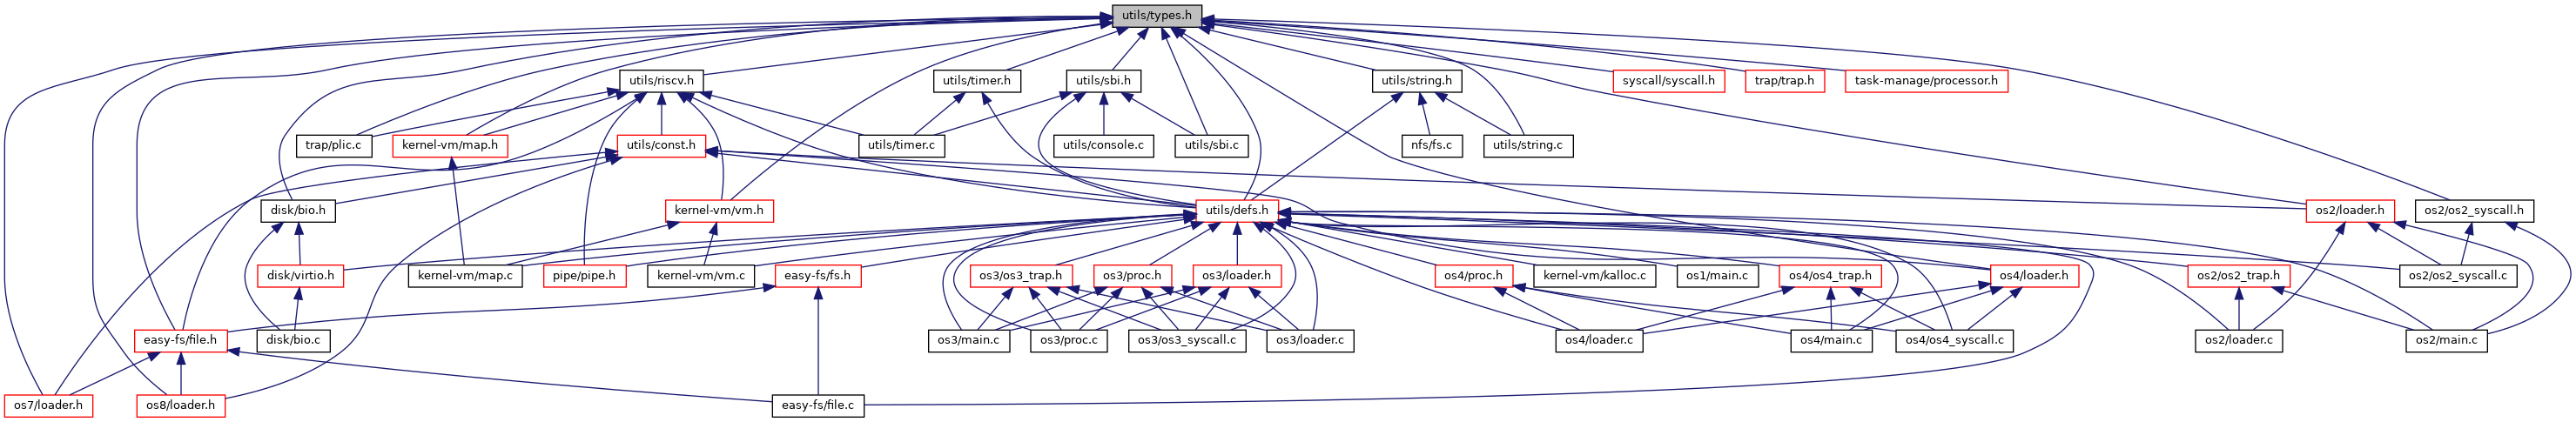 utils/types.h
utils/riscv.h
utils/timer.h
utils/sbi.h
utils/string.h
syscall/syscall.h
trap/trap.h
task-manage/processor.h
trap/plic.c
kernel-vm/map.h
utils/const.h
utils/timer.c
utils/console.c
utils/sbi.c
nfs/fs.c
utils/string.c
disk/bio.h
kernel-vm/vm.h
utils/defs.h
os2/loader.h
os2/os2_syscall.h
disk/virtio.h
kernel-vm/map.c
pipe/pipe.h
kernel-vm/vm.c
easy-fs/fs.h
os3/os3_trap.h
os3/proc.h
os3/loader.h
os4/proc.h
kernel-vm/kalloc.c
os1/main.c
os4/os4_trap.h
os4/loader.h
os2/os2_trap.h
os2/os2_syscall.c
easy-fs/file.h
disk/bio.c
os3/main.c
os3/proc.c
os3/os3_syscall.c
os3/loader.c
os4/loader.c
os4/main.c
os4/os4_syscall.c
os2/loader.c
os2/main.c
os7/loader.h
os8/loader.h
easy-fs/file.c